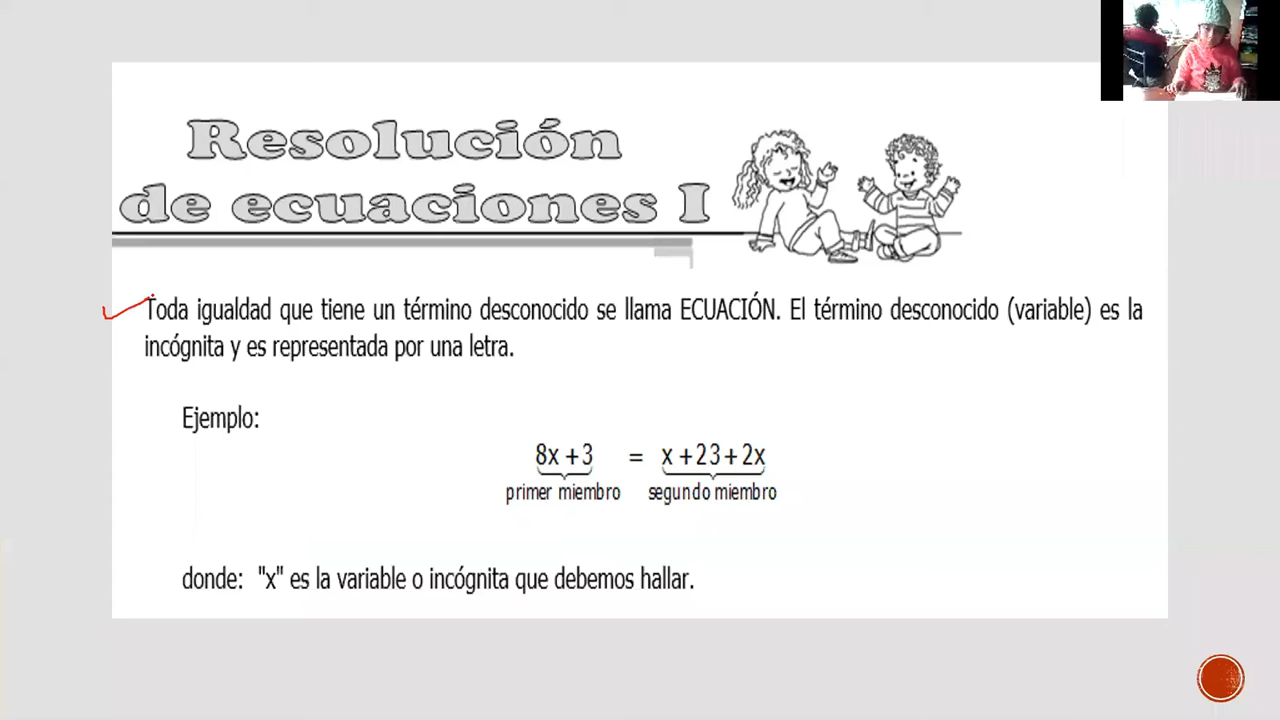 Resolución
de ecuaciones I
Toda igualdad que tiene un término desconocido se llama ECUACIÓN. El término desconocido (variable) es la
incógnita y es representada por una letra.
Ejemplo:
8x + 3 = x + 23 + 2x
primer miembro segundo miembro
donde: "x" es la variable o incógnita que debemos hallar.